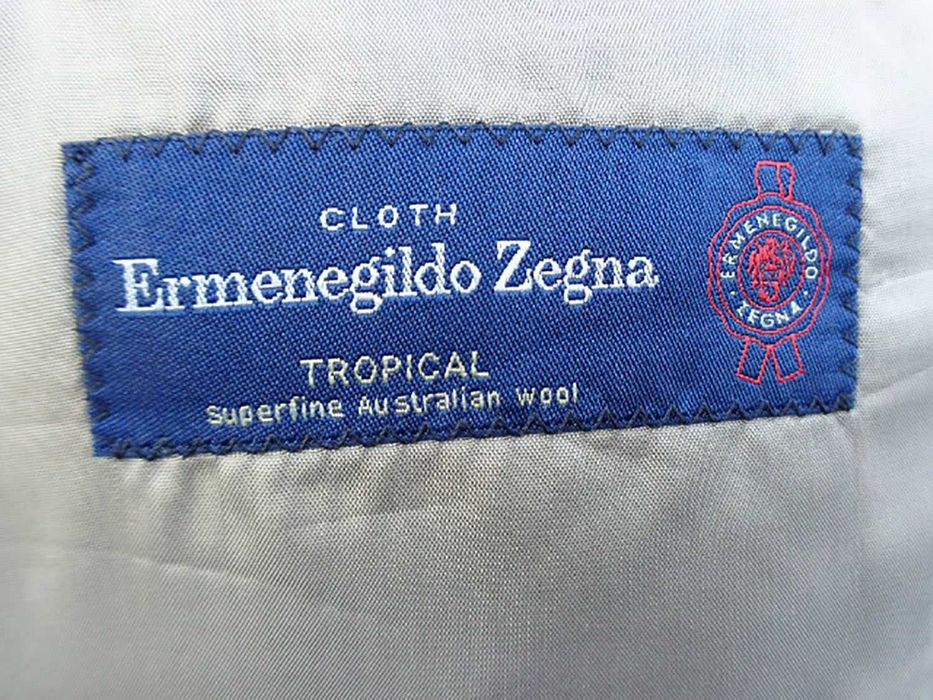 CLOTH
Ermenegildo Zegna
TROPICAL
Superfine Australian Wool
ERMENEGILDO
· ZEGNA ·